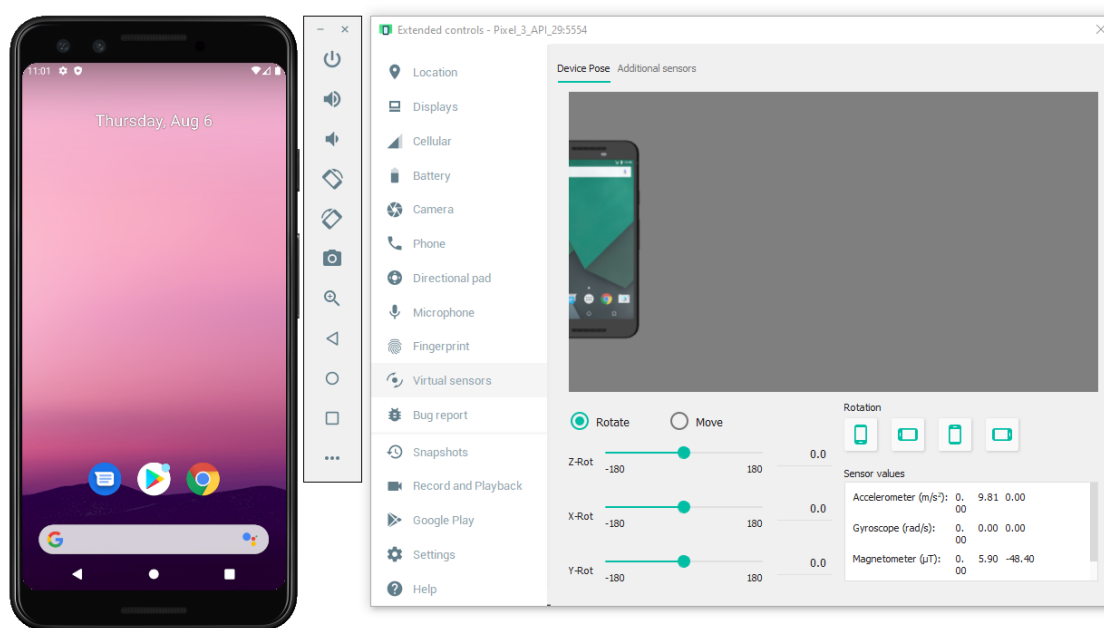 11:01
Thursday, Aug 6
Extended controls - Pixel_3_API_29:5554
Location
Displays
Cellular
Battery
Camera
Phone
Directional pad
Microphone
Fingerprint
Virtual sensors
Bug report
Snapshots
Record and Playback
Google Play
Settings
Help
Device Pose Additional sensors
Rotate Move
Z-Rot -180 180 0.0
X-Rot -180 180 0.0
Y-Rot -180 180 0.0
Rotation
Sensor values
Accelerometer (m/s²): 0.00 9.81 0.00
Gyroscope (rad/s): 0.00 0.00 0.00
Magnetometer (μT): 0.00 5.90 -48.40